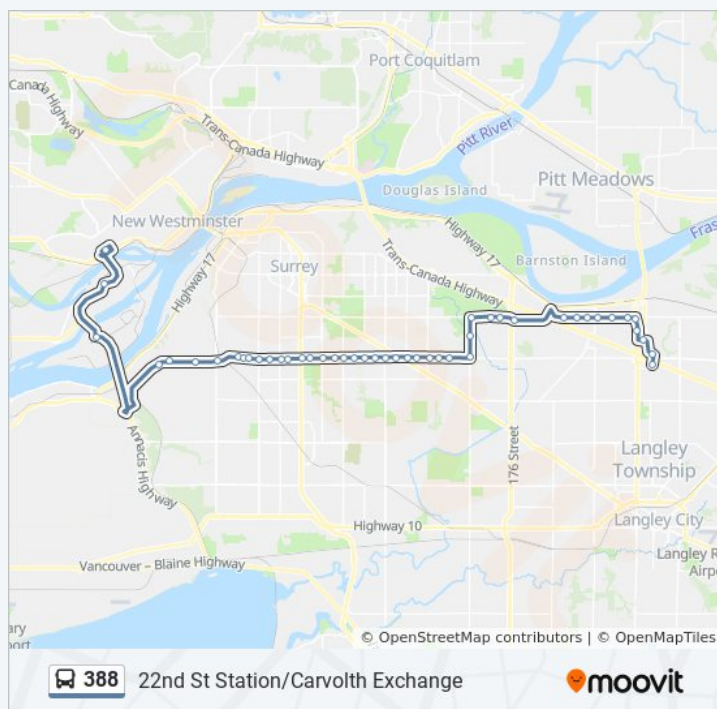 Port Coquitlam
Canada
Highway
Trans-Canada Highway
Pitt River
Douglas Island
Pitt Meadows
New Westminster
Highway 17
Highway 17
Fras
Surrey
Trans-Canada Highway
Barnston Island
Annacis Highway
176 Street
Langley
Township
Langley City
Highway 10
Langley R
Airpo
Vancouver – Blaine Highway
ary
port
© OpenStreetMap contributors | © OpenMapTiles
388 22nd St Station/Carvolth Exchange moovit